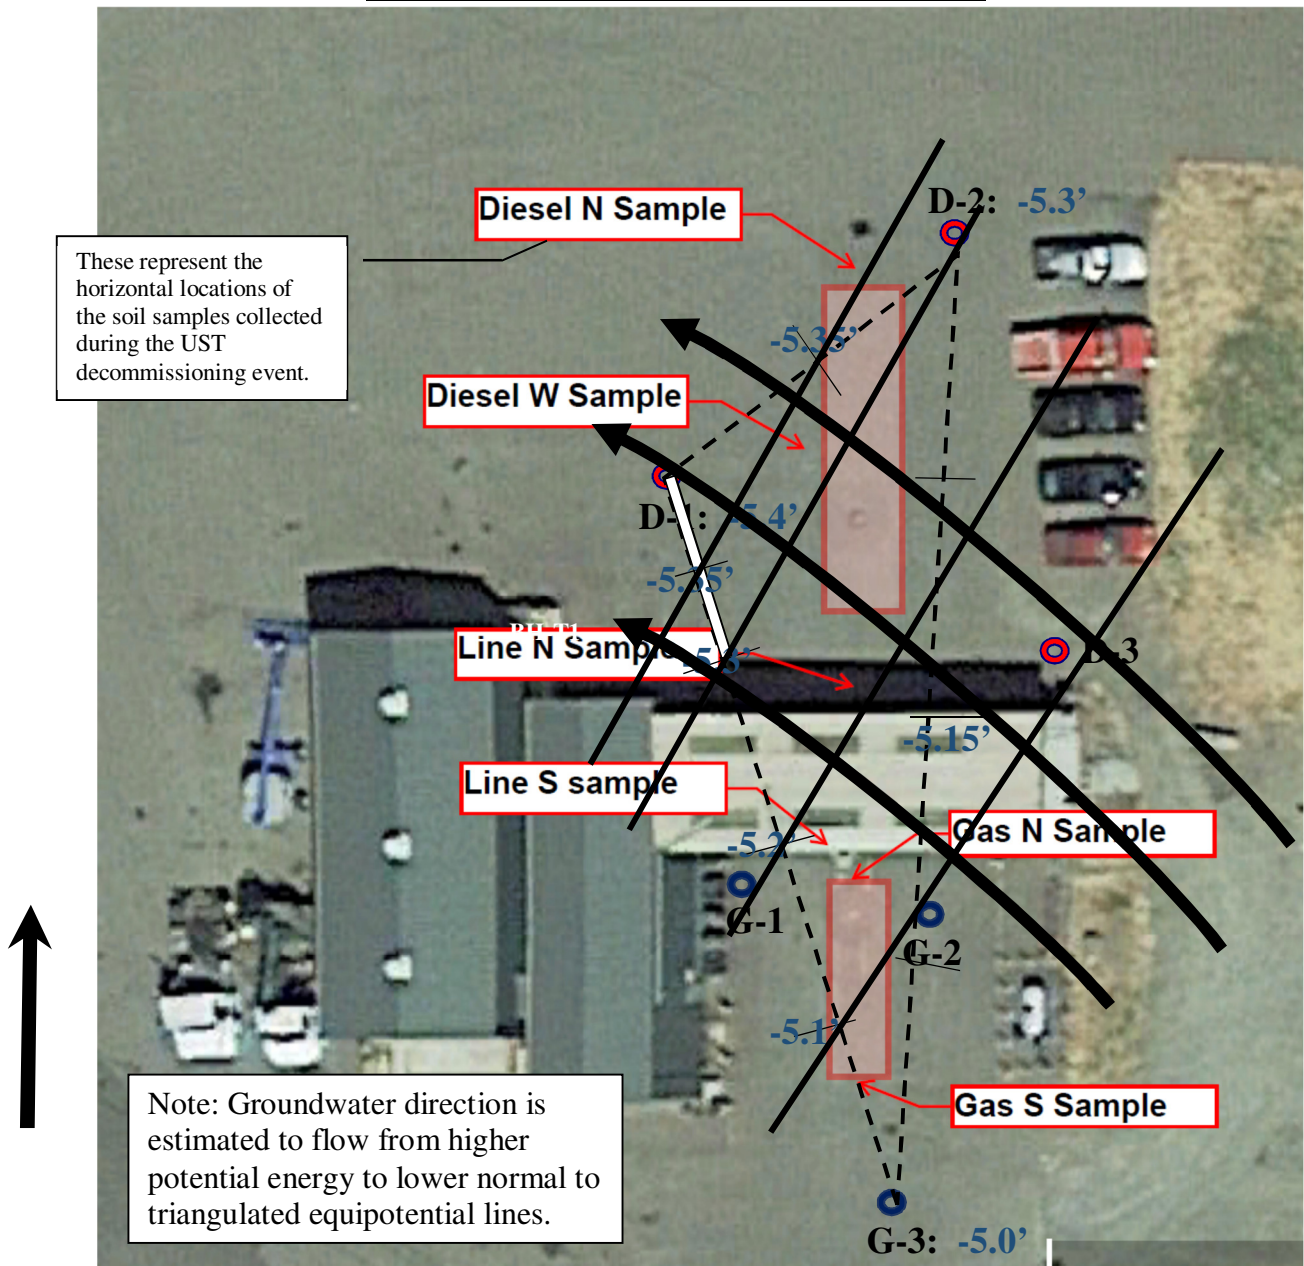 Diesel N Sample
D-2: -5.3’
These represent the
horizontal locations of
the soil samples collected
during the UST
decommissioning event.
-5.35’
Diesel W Sample
D-1: -5.4’
-5.35’
Line N Sample
-5.3’
D-3
-5.15’
Line S sample
Gas N Sample
-5.2’
G-1
G-2
-5.1’
Gas S Sample
Note: Groundwater direction is
estimated to flow from higher
potential energy to lower normal to
triangulated equipotential lines.
G-3: -5.0’